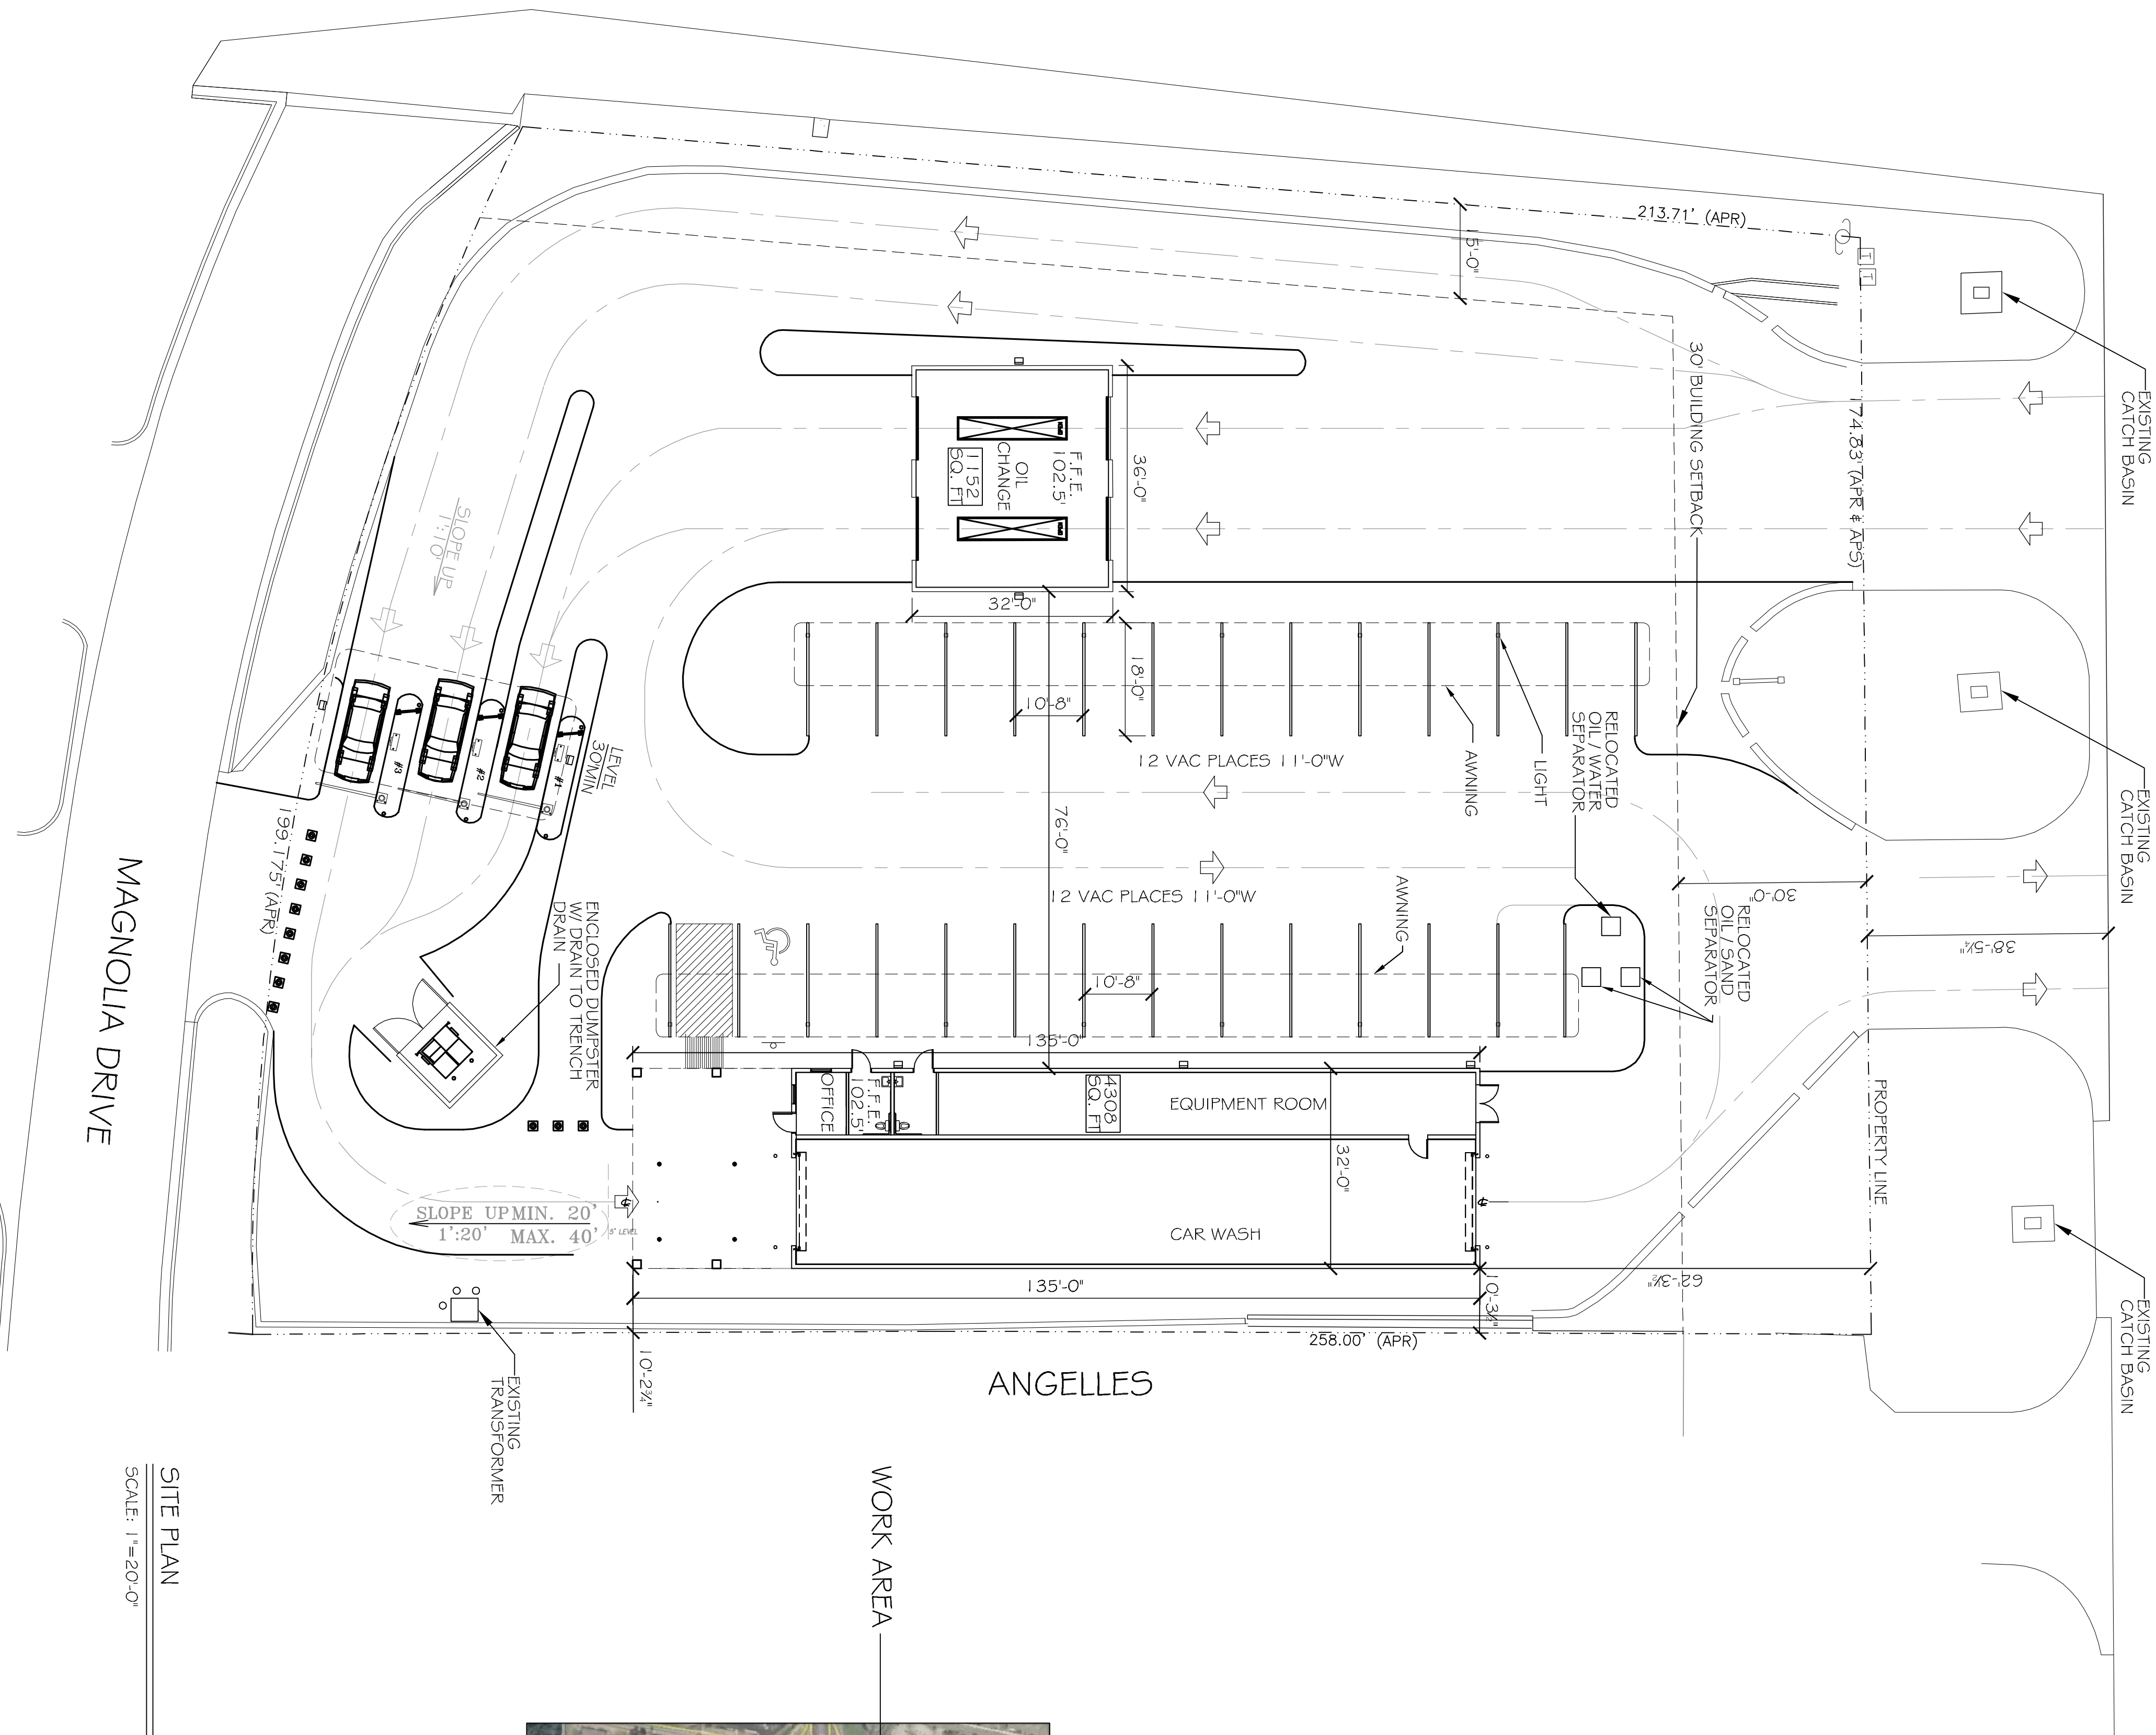 213.71' (APR)
15'-0"
T
T
EXISTING
CATCH BASIN
30' BUILDING SETBACK
174.83' (APR & APS)
36'-0"
F.F.E.
102.5'
OIL
CHANGE
1152
SQ. FT
32'-0"
SLOPE UP
1':10'
18'-0"
10'-8"
12 VAC PLACES 11'-0"W
AWNING
LIGHT
RELOCATED
OIL / WATER
SEPARATOR
EXISTING
CATCH BASIN
LEVEL
30'MIN
#1
#2
#3
76'-0"
12 VAC PLACES 11'-0"W
AWNING
30'-0"
38'-5¼"
RELOCATED
OIL / SAND
SEPARATOR
199.175' (APR)
MAGNOLIA DRIVE
ENCLOSED DUMPSTER
W/ DRAIN TO TRENCH
DRAIN
10'-8"
135'-0"
OFFICE
F.F.E.
102.5'
4308
SQ. FT
EQUIPMENT ROOM
32'-0"
CAR WASH
PROPERTY LINE
SLOPE UP MIN. 20'
1':20' MAX. 40'
5' LEVEL
135'-0"
62'-3½"
10'-3½"
258.00' (APR)
10'-2¾"
EXISTING
CATCH BASIN
EXISTING
TRANSFORMER
ANGELLES
WORK AREA
SITE PLAN
SCALE: 1"=20'-0"